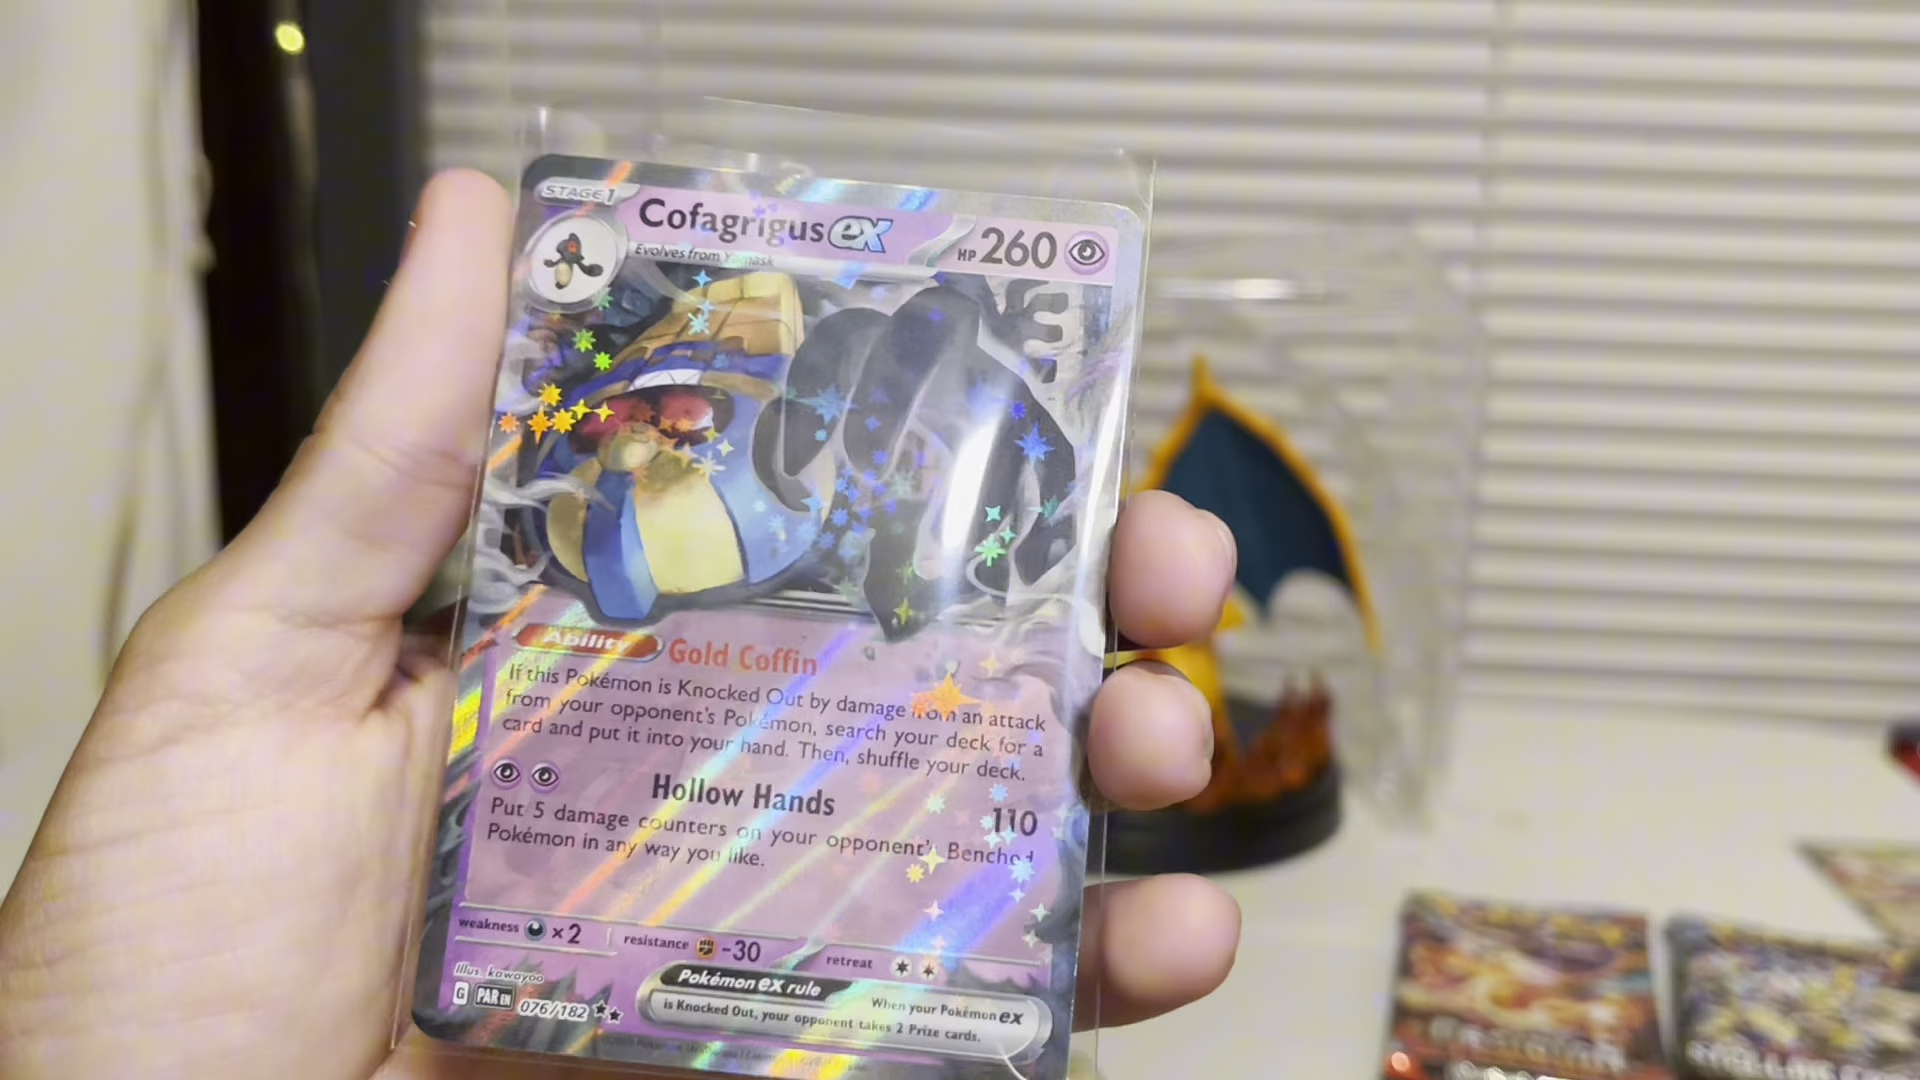 STAGE 1
Cofagrigus ex
HP 260
Evolves from Yamask
Ability Gold Coffin
If this Pokémon is Knocked Out by damage from an attack
from your opponent's Pokémon, search your deck for a
card and put it into your hand. Then, shuffle your deck.
Hollow Hands
110
Put 5 damage counters on your opponent's Benched
Pokémon in any way you like.
weakness ×2 resistance -30 retreat
Illus. kawayoo
G PAR EN 076/182
Pokémon ex rule
When your Pokémon ex
is Knocked Out, your opponent takes 2 Prize cards.